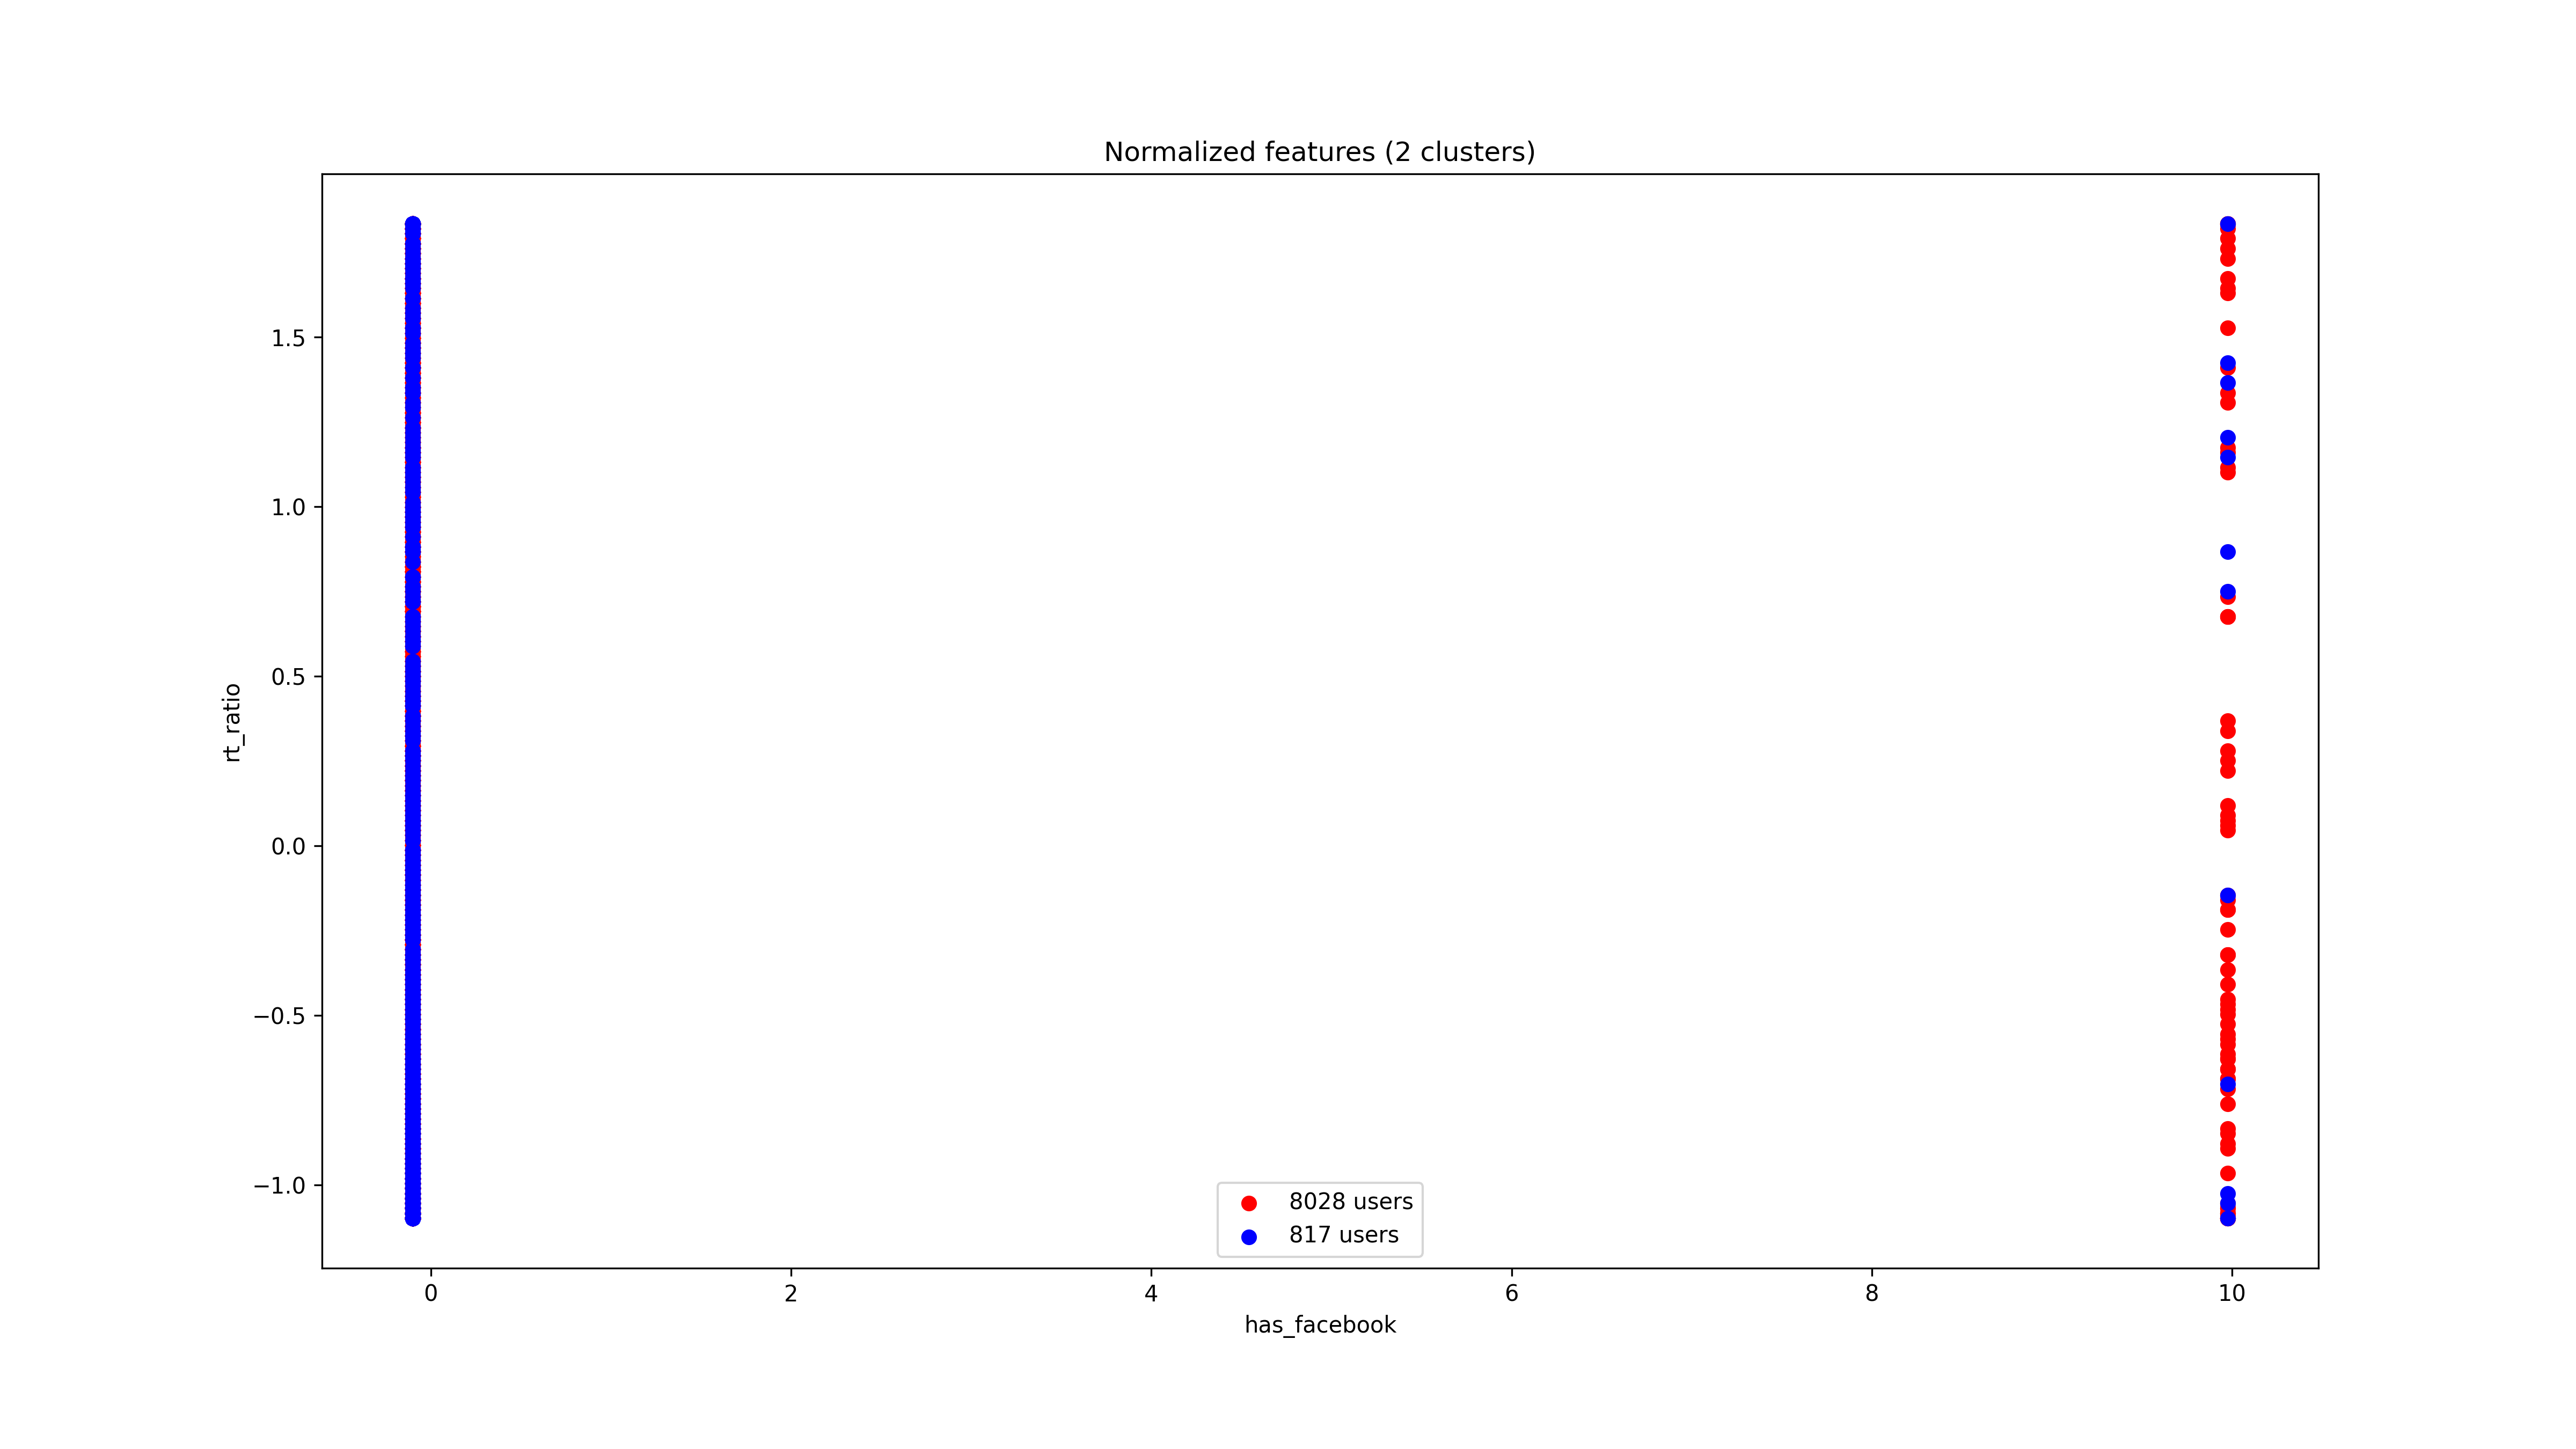 Normalized features (2 clusters)
1.5
1.0
0.5
0.0
−0.5
−1.0
rt_ratio
8028 users
817 users
0 2 4 6 8 10
has_facebook